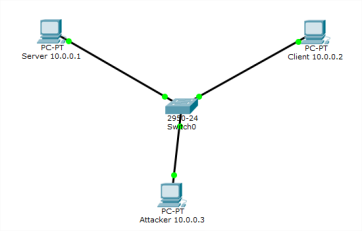 PC-PT
Server 10.0.0.1
PC-PT
Client 10.0.0.2
2950-24
Switch0
PC-PT
Attacker 10.0.0.3